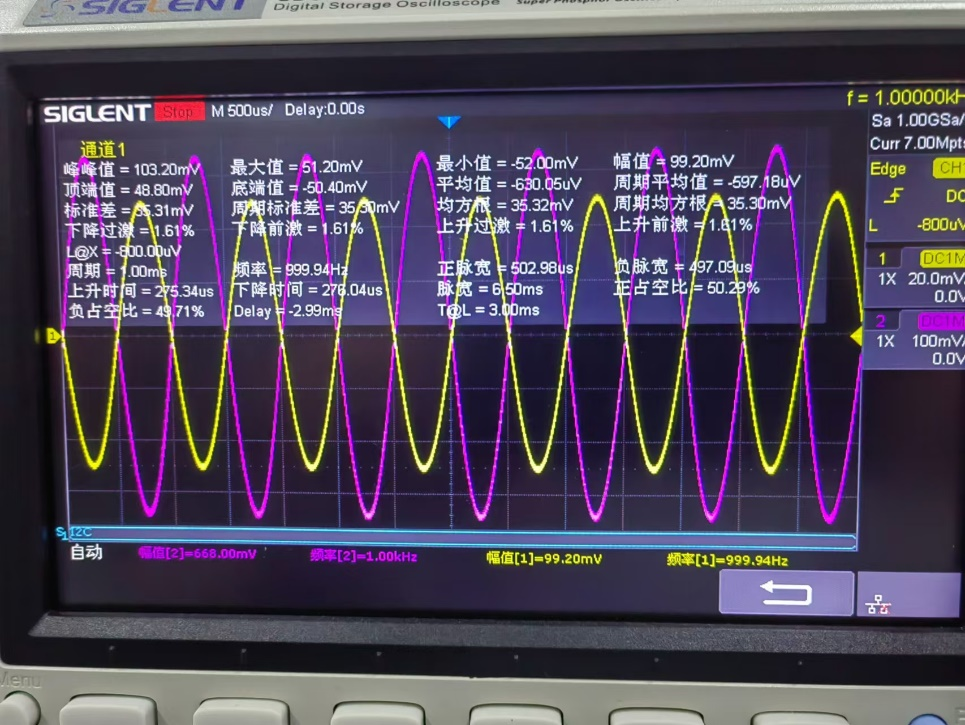 SIGLENT
Digital Storage Oscilloscope
SIGLENT Stop M 500us/ Delay:0.00s
f = 1.00000kH
Sa 1.00GSa/
Curr 7.00Mpts
Edge CH
DC
L -800uV
1 DC1M
1X 20.0mV/
0.0V
2 DC1M
1X 100mV/
0.0V
通道1
峰峰值 = 103.20mV 最大值 = 51.20mV 最小值 = -52.00mV 幅值 = 99.20mV
顶端值 = 48.80mV 底端值 = -50.40mV 平均值 = -630.05uV 周期平均值 = -597.18uV
标准差 = 35.31mV 周期标准差 = 35.30mV 均方根 = 35.32mV 周期均方根 = 35.30mV
下降过激 = 1.61% 下降前激 = 1.61% 上升过激 = 1.61% 上升前激 = 1.61%
L@X = -800.00uV
周期 = 1.00ms 频率 = 999.94Hz 正脉宽 = 502.98us 负脉宽 = 497.09us
上升时间 = 275.34us 下降时间 = 276.04us 脉宽 = 6.50ms 正占空比 = 50.29%
负占空比 = 49.71% Delay = -2.99ms T@L = 3.00ms
1
S1 I2C
自动 幅值[2]=668.00mV 频率[2]=1.00kHz 幅值[1]=99.20mV 频率[1]=999.94Hz
Menu